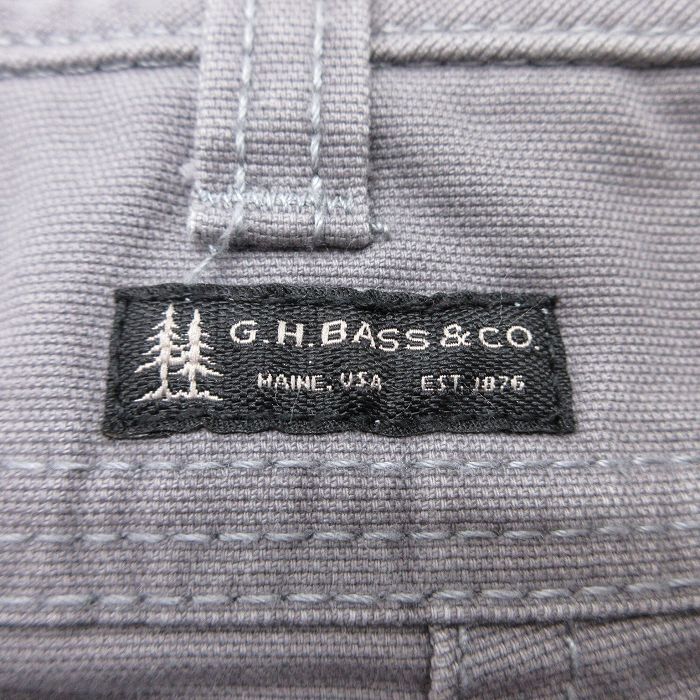 G.H.BASS & CO.
MAINE, USA EST. 1876